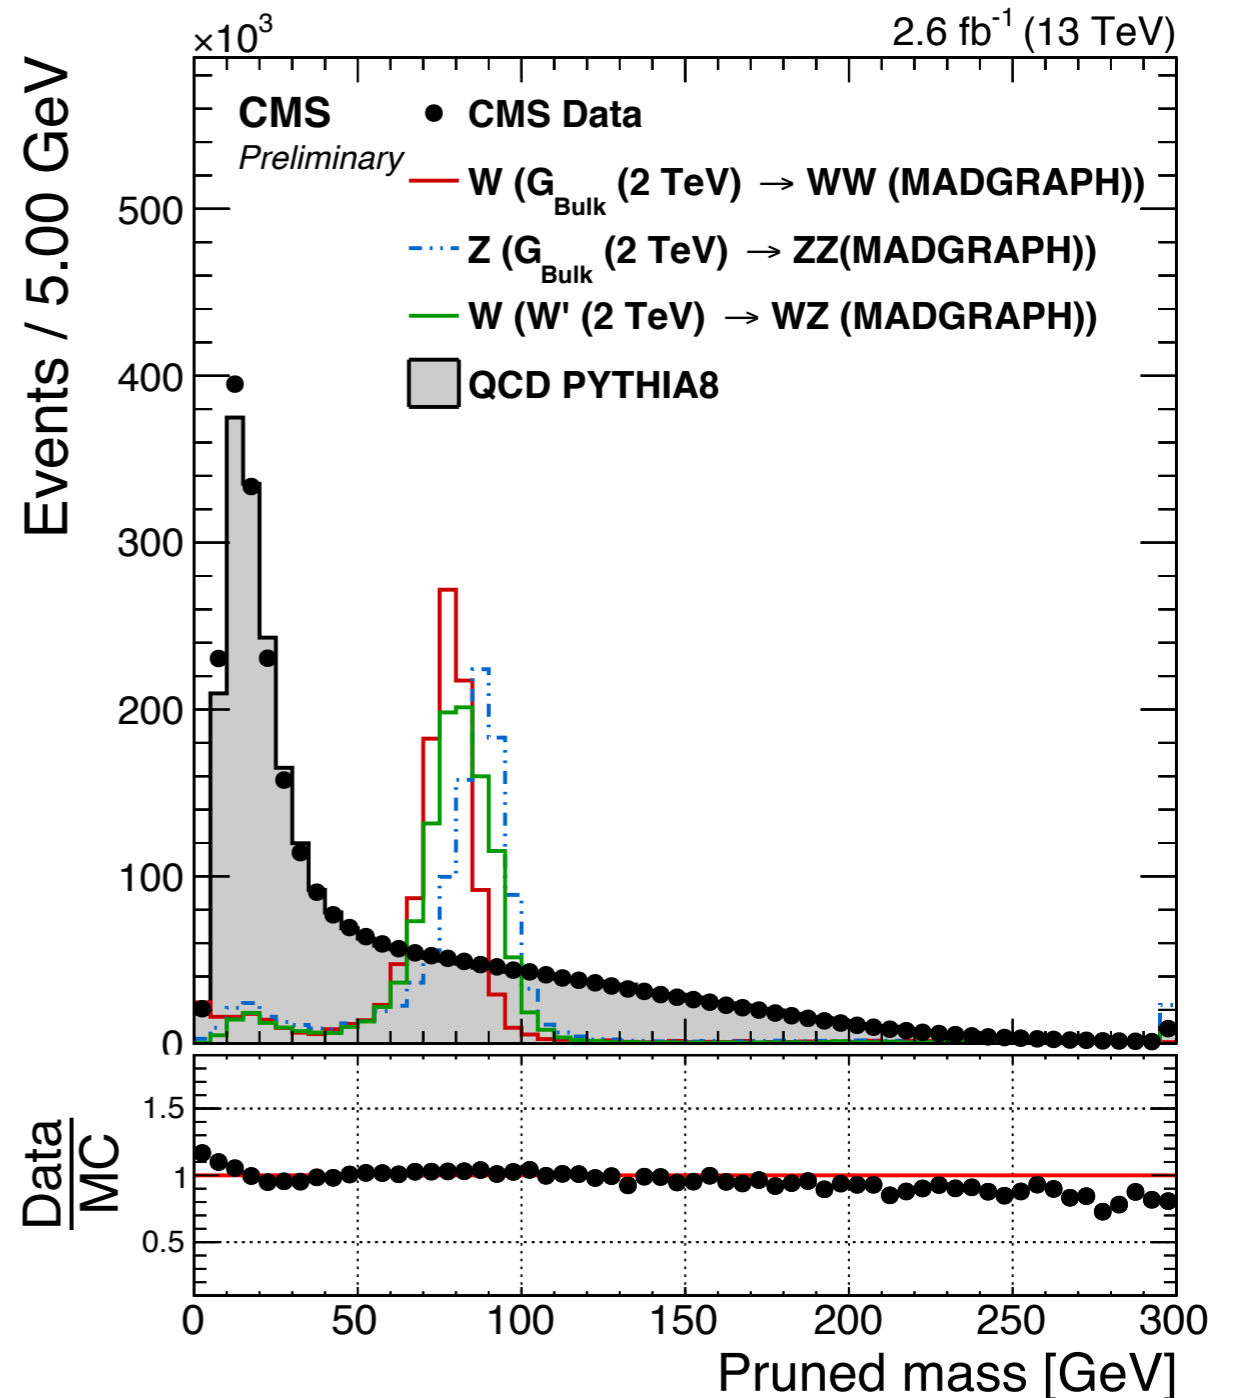 ×10³
2.6 fb⁻¹ (13 TeV)
Events / 5.00 GeV
CMS
Preliminary
CMS Data
W (G_Bulk (2 TeV) → WW (MADGRAPH))
Z (G_Bulk (2 TeV) → ZZ(MADGRAPH))
W (W' (2 TeV) → WZ (MADGRAPH))
QCD PYTHIA8
500
400
300
200
100
0
Data
MC
1.5
1
0.5
0 50 100 150 200 250 300
Pruned mass [GeV]